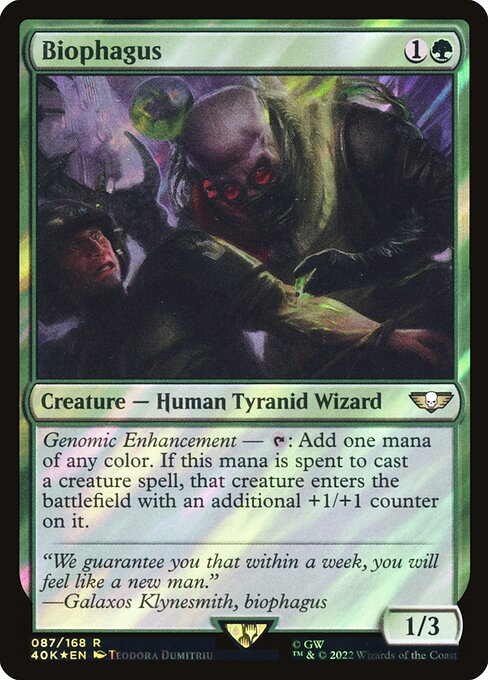 Biophagus 1
Creature — Human Tyranid Wizard
Genomic Enhancement — : Add one mana
of any color. If this mana is spent to cast
a creature spell, that creature enters the
battlefield with an additional +1/+1 counter
on it.
“We guarantee you that within a week, you will
feel like a new man.”
—Galaxos Klynesmith, biophagus
1/3
087/168 R
40K★EN TEODORA DUMITRIU
© GW
™ & © 2022 Wizards of the Coast